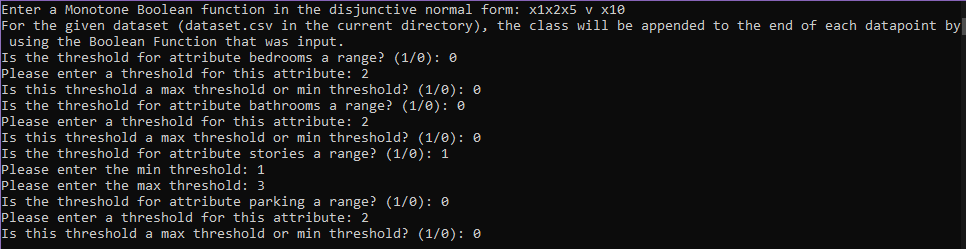 Enter a Monotone Boolean function in the disjunctive normal form: x1x2x5 v x10
For the given dataset (dataset.csv in the current directory), the class will be appended to the end of each datapoint by
 using the Boolean Function that was input.
Is the threshold for attribute bedrooms a range? (1/0): 0
Please enter a threshold for this attribute: 2
Is this threshold a max threshold or min threshold? (1/0): 0
Is the threshold for attribute bathrooms a range? (1/0): 0
Please enter a threshold for this attribute: 2
Is this threshold a max threshold or min threshold? (1/0): 0
Is the threshold for attribute stories a range? (1/0): 1
Please enter the min threshold: 1
Please enter the max threshold: 3
Is the threshold for attribute parking a range? (1/0): 0
Please enter a threshold for this attribute: 2
Is this threshold a max threshold or min threshold? (1/0): 0